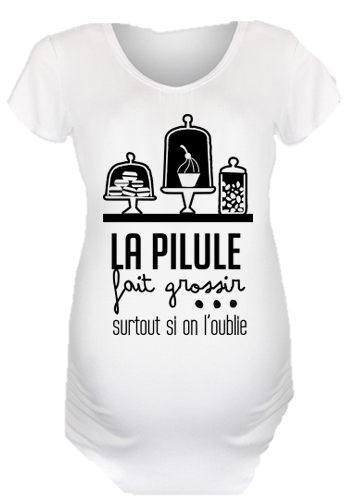 LA PILULE
fait grossir
...
surtout si on l'oublie